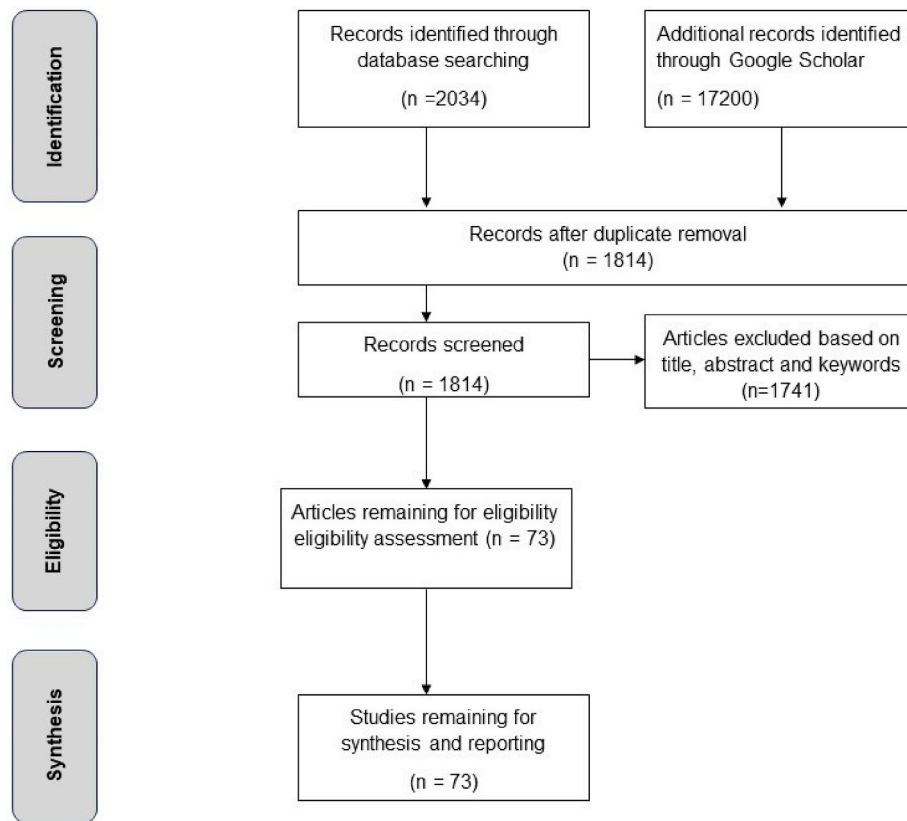 Identification
Records identified through
database searching
(n =2034)
Additional records identified
through Google Scholar
(n = 17200)
Screening
Records after duplicate removal
(n = 1814)
Records screened
(n = 1814)
Articles excluded based on
title, abstract and keywords
(n=1741)
Eligibility
Articles remaining for eligibility
eligibility assessment (n = 73)
Synthesis
Studies remaining for
synthesis and reporting
(n = 73)